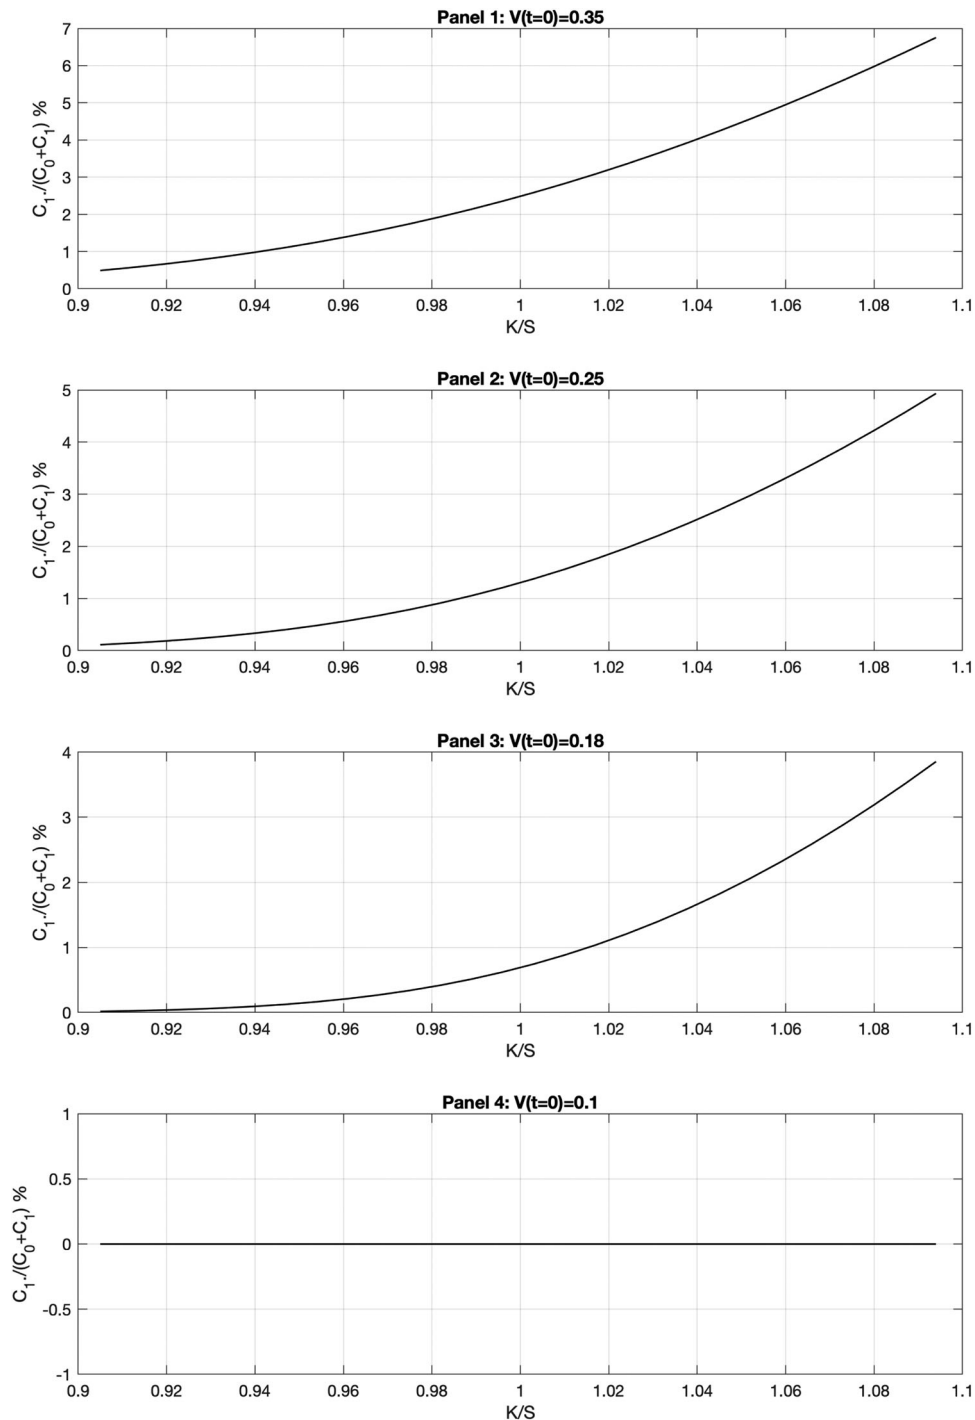 Panel 1: V(t=0)=0.35
7
6
5
4
3
2
1
0
C₁./(C₀+C₁) %
0.9 0.92 0.94 0.96 0.98 1 1.02 1.04 1.06 1.08 1.1
K/S
Panel 2: V(t=0)=0.25
5
4
3
2
1
0
C₁./(C₀+C₁) %
0.9 0.92 0.94 0.96 0.98 1 1.02 1.04 1.06 1.08 1.1
K/S
Panel 3: V(t=0)=0.18
4
3
2
1
0
C₁./(C₀+C₁) %
0.9 0.92 0.94 0.96 0.98 1 1.02 1.04 1.06 1.08 1.1
K/S
Panel 4: V(t=0)=0.1
1
0.5
0
-0.5
-1
C₁./(C₀+C₁) %
0.9 0.92 0.94 0.96 0.98 1 1.02 1.04 1.06 1.08 1.1
K/S